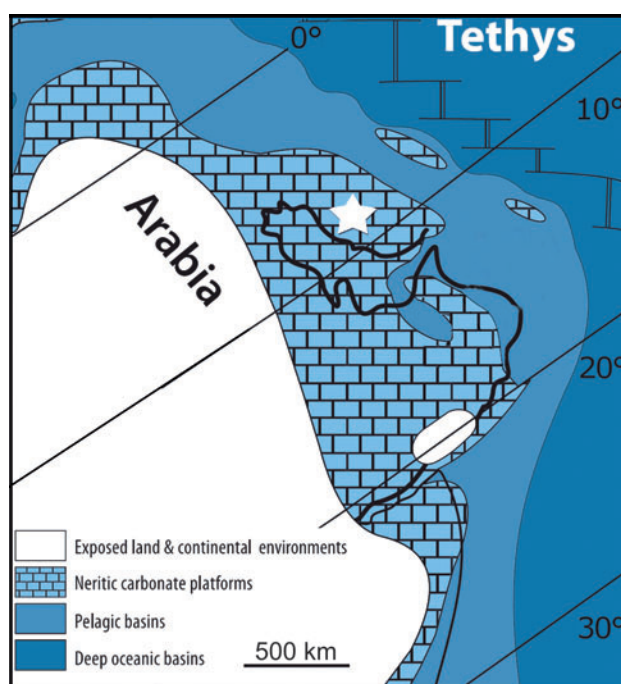 Tethys
0°
10°
Arabia
20°
Exposed land & continental environments
Neritic carbonate platforms
Pelagic basins
30°
Deep oceanic basins
500 km